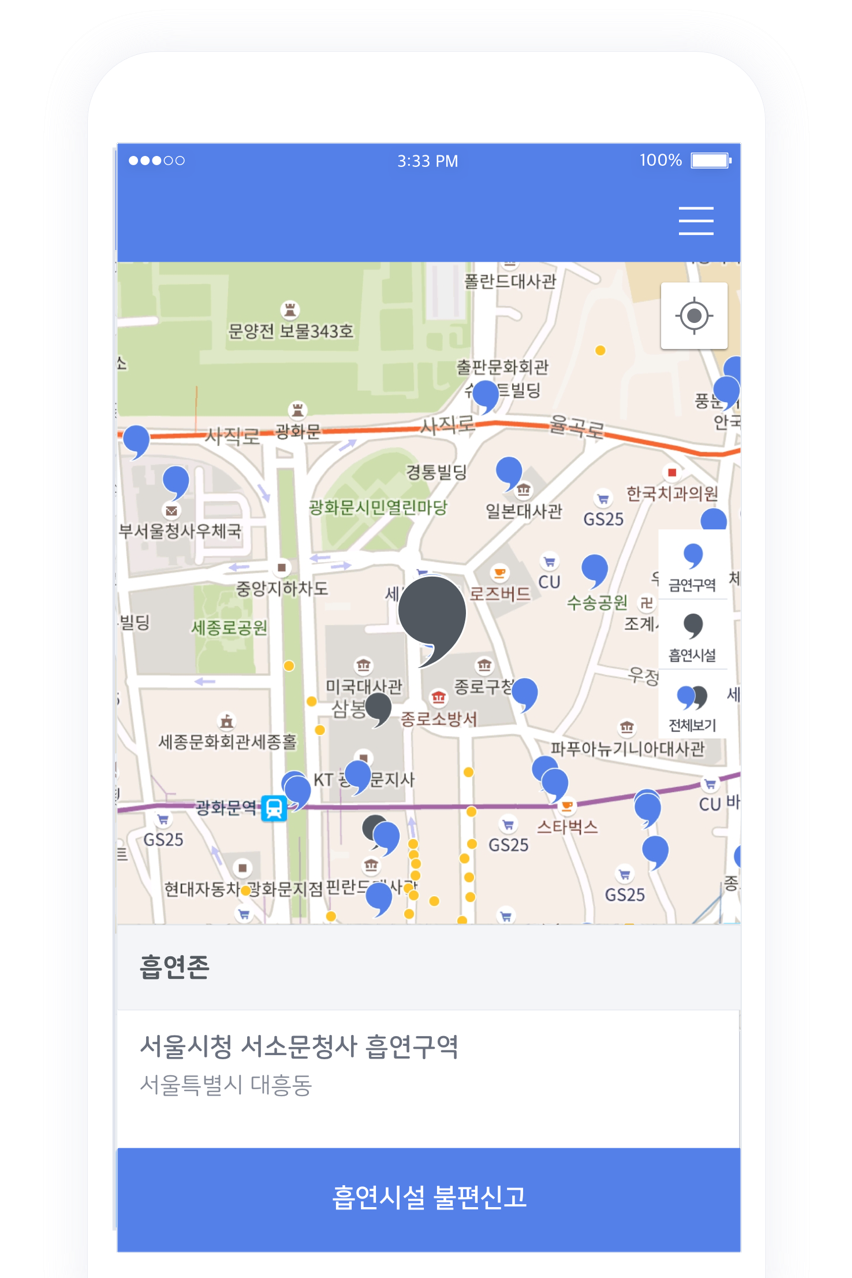 3:33 PM
100%
폴란드대사관
문양전 보물343호
소
출판문화회관
트빌딩
안국
사직로
광화문
사직로
율곡로
경통빌딩
한국치과의원
광화문시민열린마당
일본대사관
GS25
부서울청사우체국
CU
금연구역
중앙지하차도
로즈버드
수송공원
빌딩
세종로공원
조계
흡연시설
우정
미국대사관
종로구청
삼봉
종로소방서
전체보기
세종문화회관세종홀
파푸아뉴기니아대사관
KT 광
문지사
광화문역
CU 바
GS25
GS25
스타벅스
현대자동차
광화문지점
핀란드대사관
GS25
종
흡연존
서울시청 서소문청사 흡연구역
서울특별시 대흥동
흡연시설 불편신고